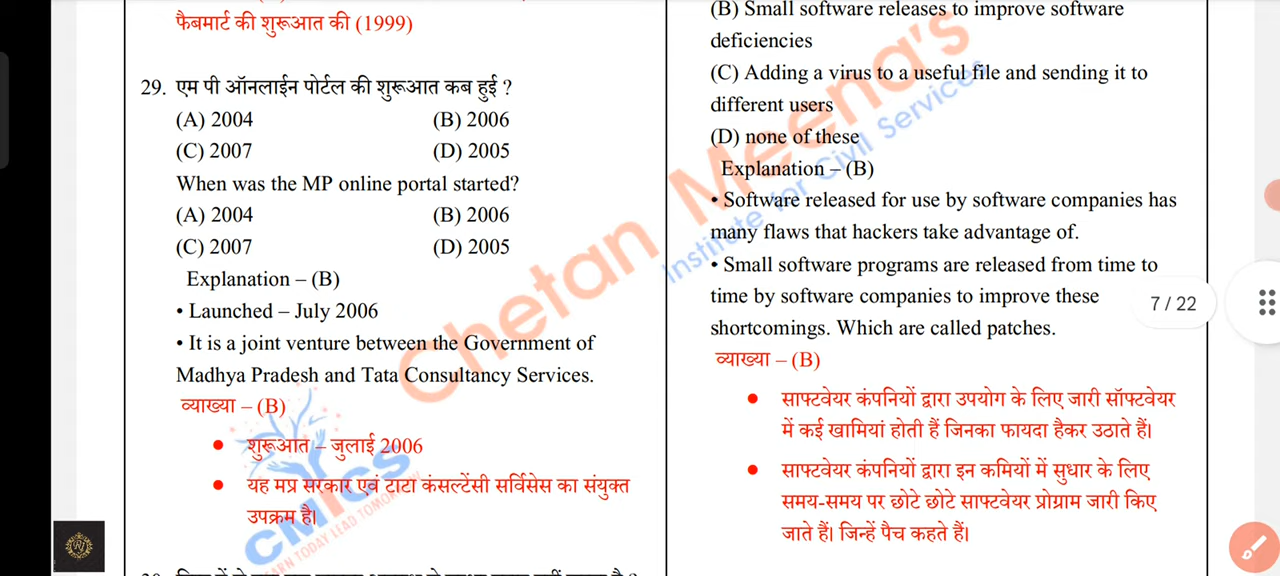 फैबमार्ट की शुरूआत की (1999)
29. एम पी ऑनलाईन पोर्टल की शुरूआत कब हुई ?
(A) 2004 (B) 2006
(C) 2007 (D) 2005
When was the MP online portal started?
(A) 2004 (B) 2006
(C) 2007 (D) 2005
Explanation – (B)
• Launched – July 2006
• It is a joint venture between the Government of
Madhya Pradesh and Tata Consultancy Services.
व्याख्या – (B)
● शुरूआत – जुलाई 2006
● यह मप्र सरकार एवं टाटा कंसल्टेंसी सर्विसेस का संयुक्त
उपक्रम है।
(B) Small software releases to improve software
deficiencies
(C) Adding a virus to a useful file and sending it to
different users
(D) none of these
Explanation – (B)
• Software released for use by software companies has
many flaws that hackers take advantage of.
• Small software programs are released from time to
time by software companies to improve these
shortcomings. Which are called patches.
व्याख्या – (B)
● साफ्टवेयर कंपनियों द्वारा उपयोग के लिए जारी सॉफ्टवेयर
में कई खामियां होती हैं जिनका फायदा हैकर उठाते हैं।
● साफ्टवेयर कंपनियों द्वारा इन कमियों में सुधार के लिए
समय-समय पर छोटे छोटे साफ्टवेयर प्रोग्राम जारी किए
जाते हैं। जिन्हें पैच कहते हैं।
7 / 22
Chetan Meena's
Institute for Civil Services
CMICS
LEARN TODAY LEAD TOMORROW